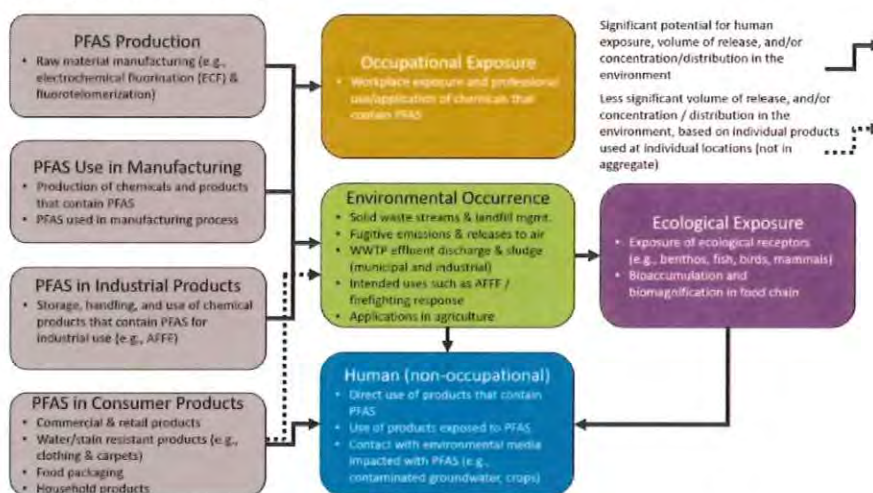 PFAS Production
• Raw material manufacturing (e.g.,
electrochemical fluorination (ECF) &
fluorotelomerization)
PFAS Use in Manufacturing
• Production of chemicals and products
that contain PFAS
• PFAS used in manufacturing process
PFAS in Industrial Products
• Storage, handling, and use of chemical
products that contain PFAS for
industrial use (e.g., AFFF)
PFAS in Consumer Products
• Commercial & retail products
• Water/stain resistant products (e.g.,
clothing & carpets)
• Food packaging
• Household products
Occupational Exposure
• Workplace exposure and professional
use/application of chemicals that
contain PFAS
Environmental Occurrence
• Solid waste streams & landfill mgmt.
• Fugitive emissions & releases to air
• WWTP effluent discharge & sludge
(municipal and industrial)
• Intended uses such as AFFF /
firefighting response
• Applications in agriculture
Human (non-occupational)
• Direct use of products that contain
PFAS
• Use of products exposed to PFAS
• Contact with environmental media
impacted with PFAS (e.g.,
contaminated groundwater, crops)
Ecological Exposure
• Exposure of ecological receptors
(e.g., benthos, fish, birds, mammals)
• Bioaccumulation and
biomagnification in food chain
Significant potential for human
exposure, volume of release, and/or
concentration/distribution in the
environment
Less significant volume of release, and/or
concentration / distribution in the
environment, based on individual products
used at individual locations (not in
aggregate)